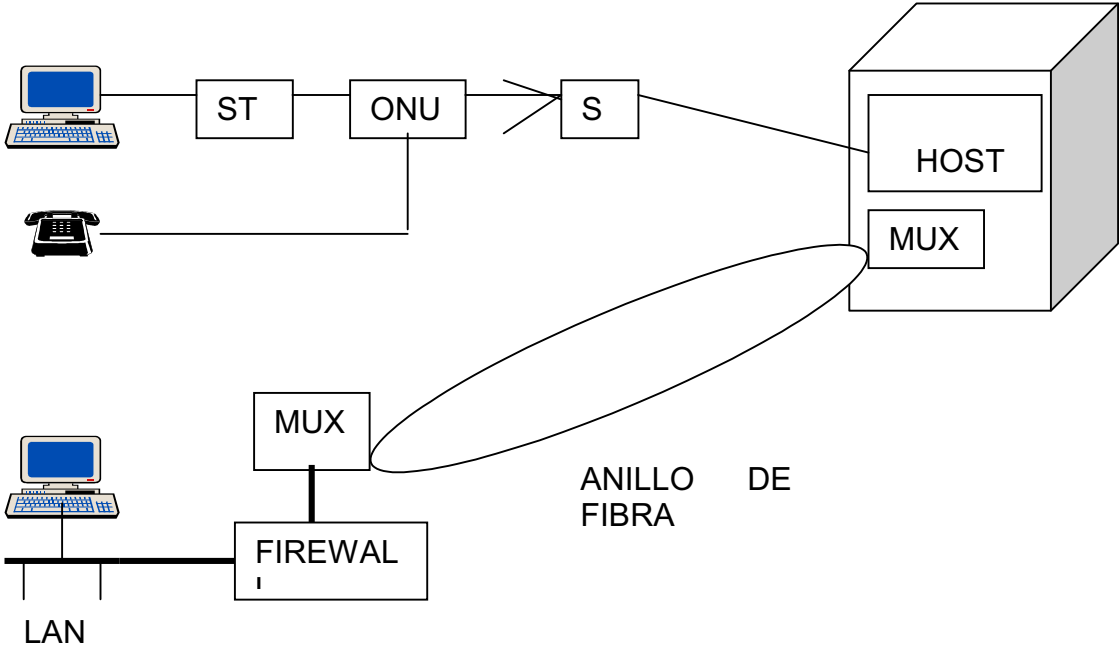 ST
ONU
S
HOST
MUX
MUX
ANILLO DE
FIBRA
FIREWAL
LAN